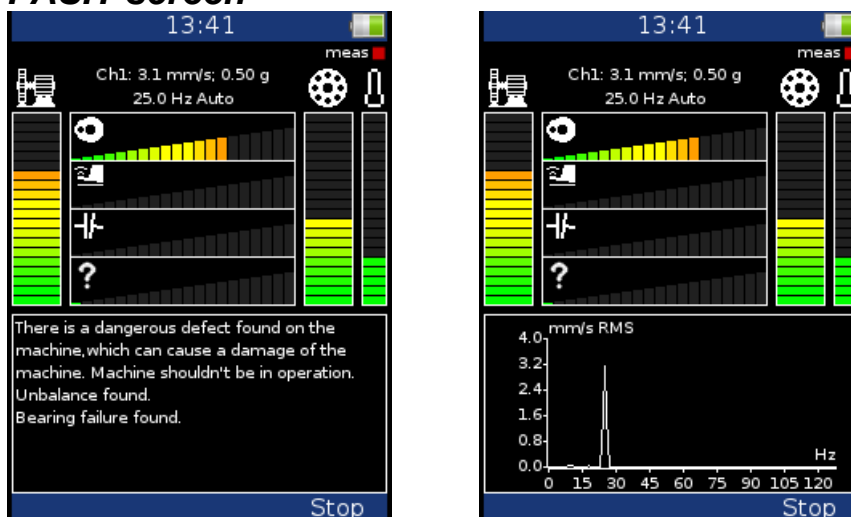 FASIT screen
13:41
meas
Ch1: 3.1 mm/s; 0.50 g
25.0 Hz Auto
?
There is a dangerous defect found on the
machine,which can cause a damage of the
machine. Machine shouldn't be in operation.
Unbalance found.
Bearing failure found.
Stop
13:41
meas
Ch1: 3.1 mm/s; 0.50 g
25.0 Hz Auto
?
mm/s RMS
4.0
3.2
2.4
1.6
0.8
0.0
Hz
0 15 30 45 60 75 90 105 120
Stop